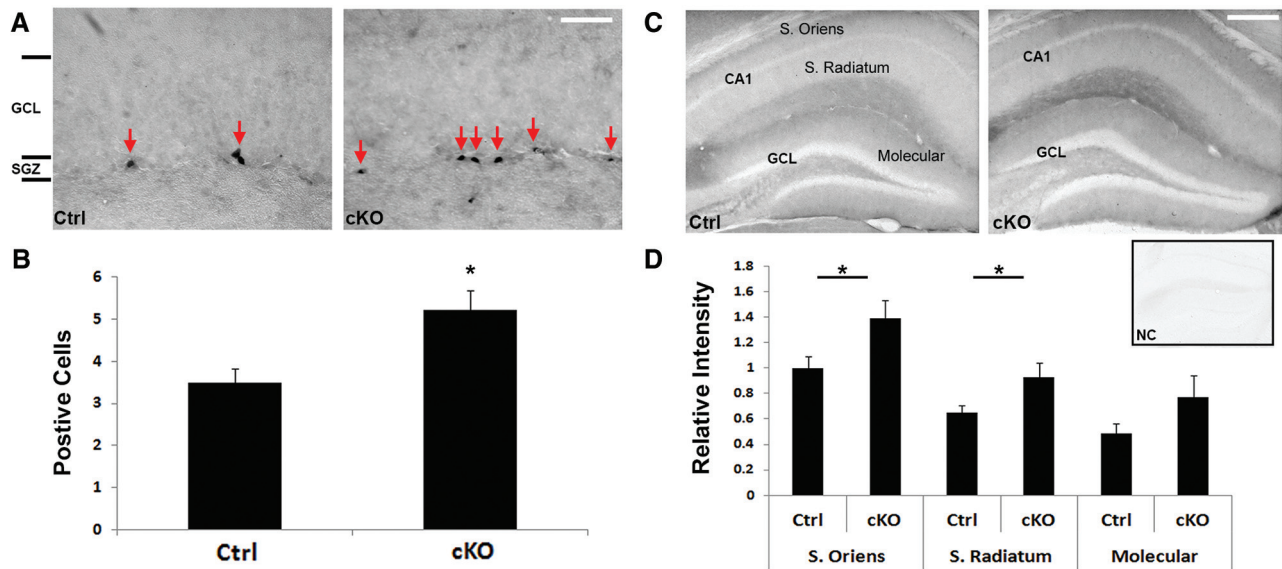 A
GCL
SGZ
Ctrl
cKO
B
Postive Cells
6
5
4
3
2
1
0
*
Ctrl
cKO
C
S. Oriens
CA1
S. Radiatum
GCL
Molecular
Ctrl
CA1
GCL
cKO
D
NC
Relative Intensity
1.8
1.6
1.4
1.2
1
0.8
0.6
0.4
0.2
0
*
*
Ctrl cKO Ctrl cKO Ctrl cKO
S. Oriens S. Radiatum Molecular